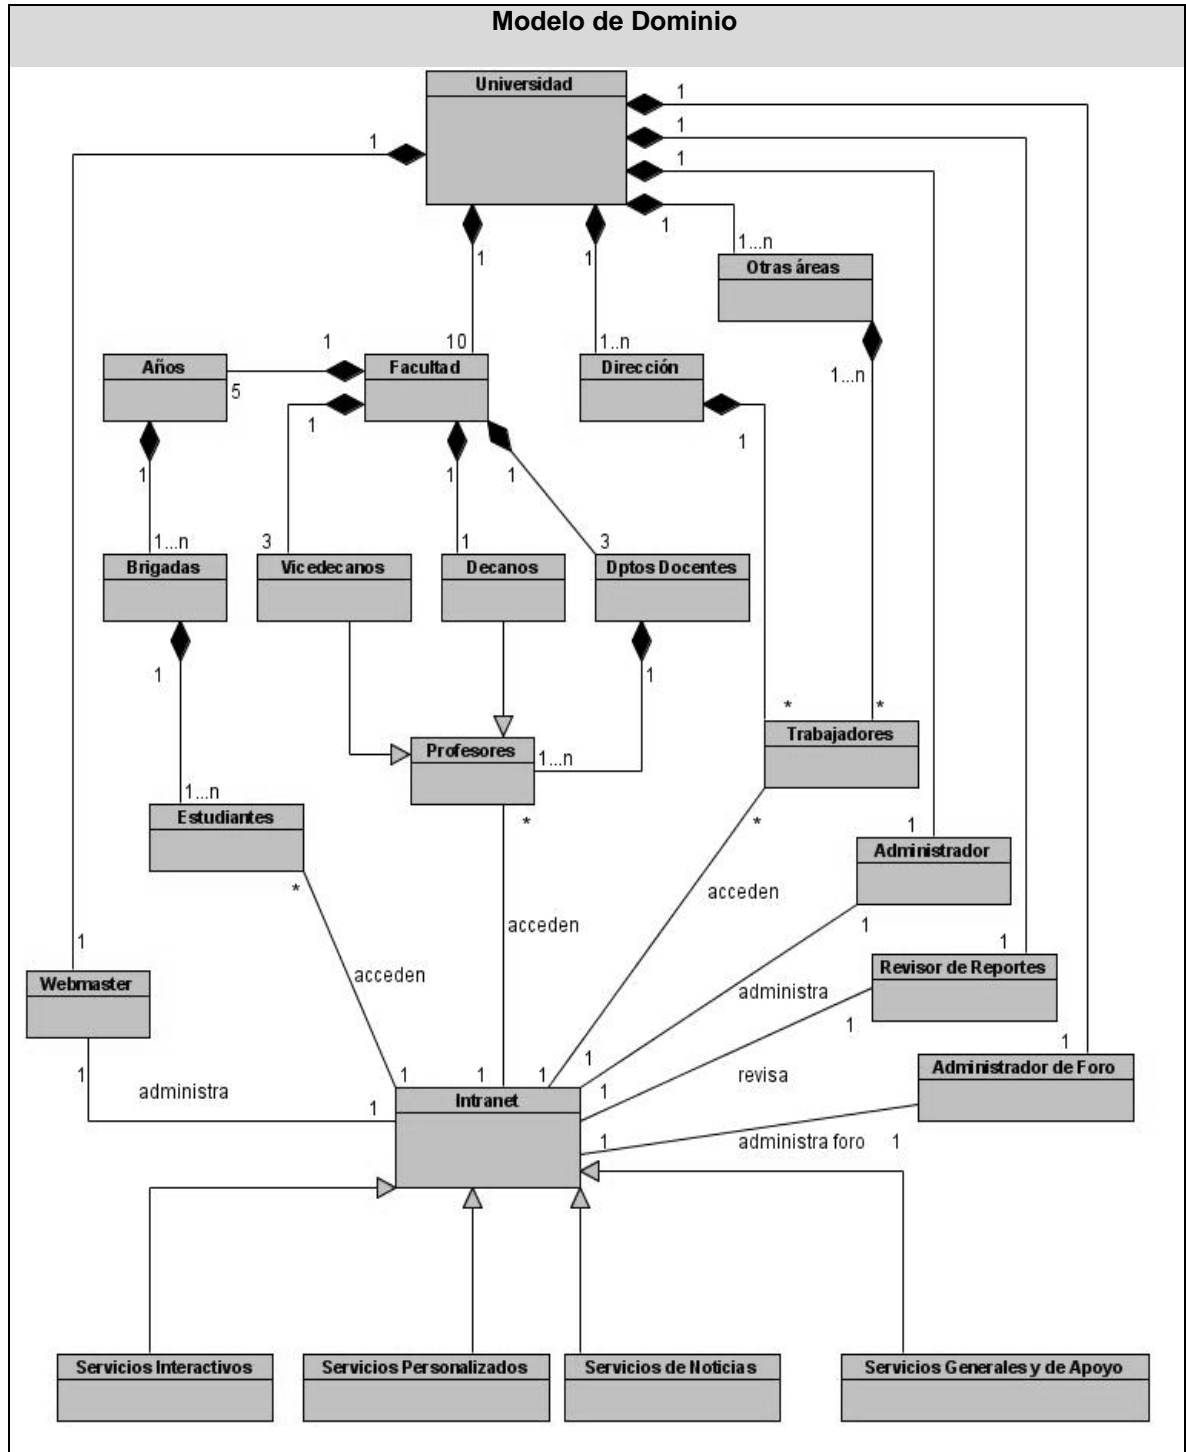 Modelo de Dominio
Universidad
1
1
1
1
1
1
1
1...n
Otras áreas
1
10
1..n
Años
Facultad
Dirección
5
1...n
1
1
1
1
1
1...n
3
1
3
Brigadas
Vicedecanos
Decanos
Dptos Docentes
1
1
*
*
Trabajadores
Profesores
1...n
1...n
Estudiantes
*
*
1
Administrador
*
acceden
acceden
1
1
1
Revisor de Reportes
acceden
Webmaster
administra
1
1
Administrador de Foro
1
1
1
1
1
revisa
administra
1
1
Intranet
1
administra foro
1
Servicios Interactivos
Servicios Personalizados
Servicios de Noticias
Servicios Generales y de Apoyo